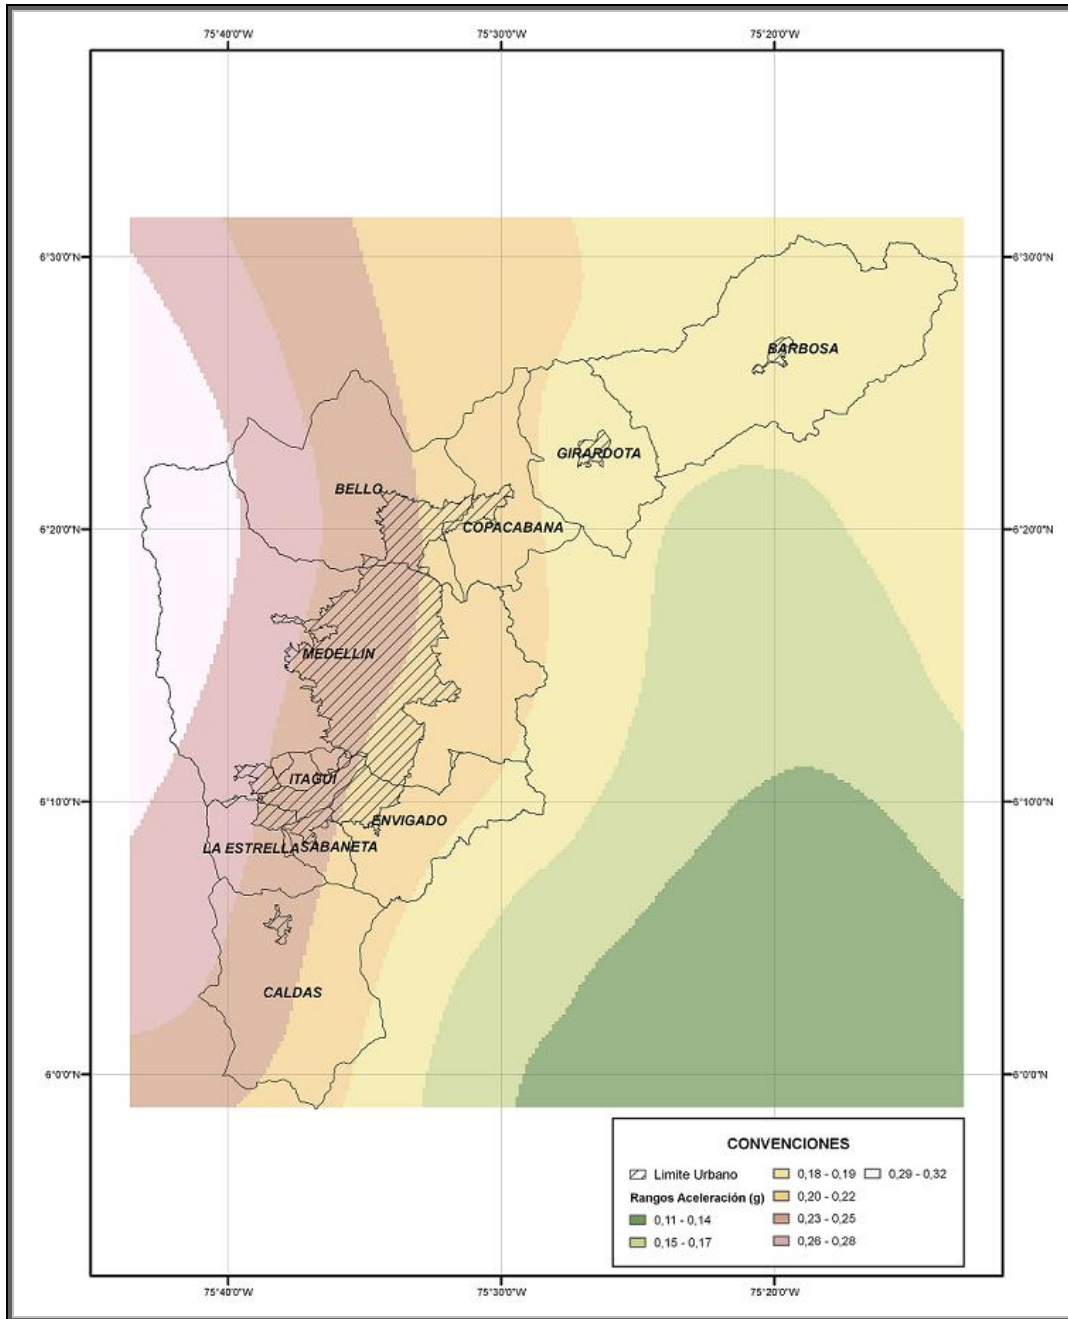 75°40'0"W 75°30'0"W 75°20'0"W
6°30'0"N 6°30'0"N
BARBOSA
GIRARDOTA
BELLO
COPACABANA
6°20'0"N 6°20'0"N
MEDELLIN
ITAGUI
6°10'0"N 6°10'0"N
ENVIGADO
LA ESTRELLA SABANETA
CALDAS
6°0'0"N 6°0'0"N
CONVENCIONES
Limite Urbano
Rangos Aceleración (g)
0,11 - 0,14
0,15 - 0,17
0,18 - 0,19
0,20 - 0,22
0,23 - 0,25
0,26 - 0,28
0,29 - 0,32
75°40'0"W 75°30'0"W 75°20'0"W